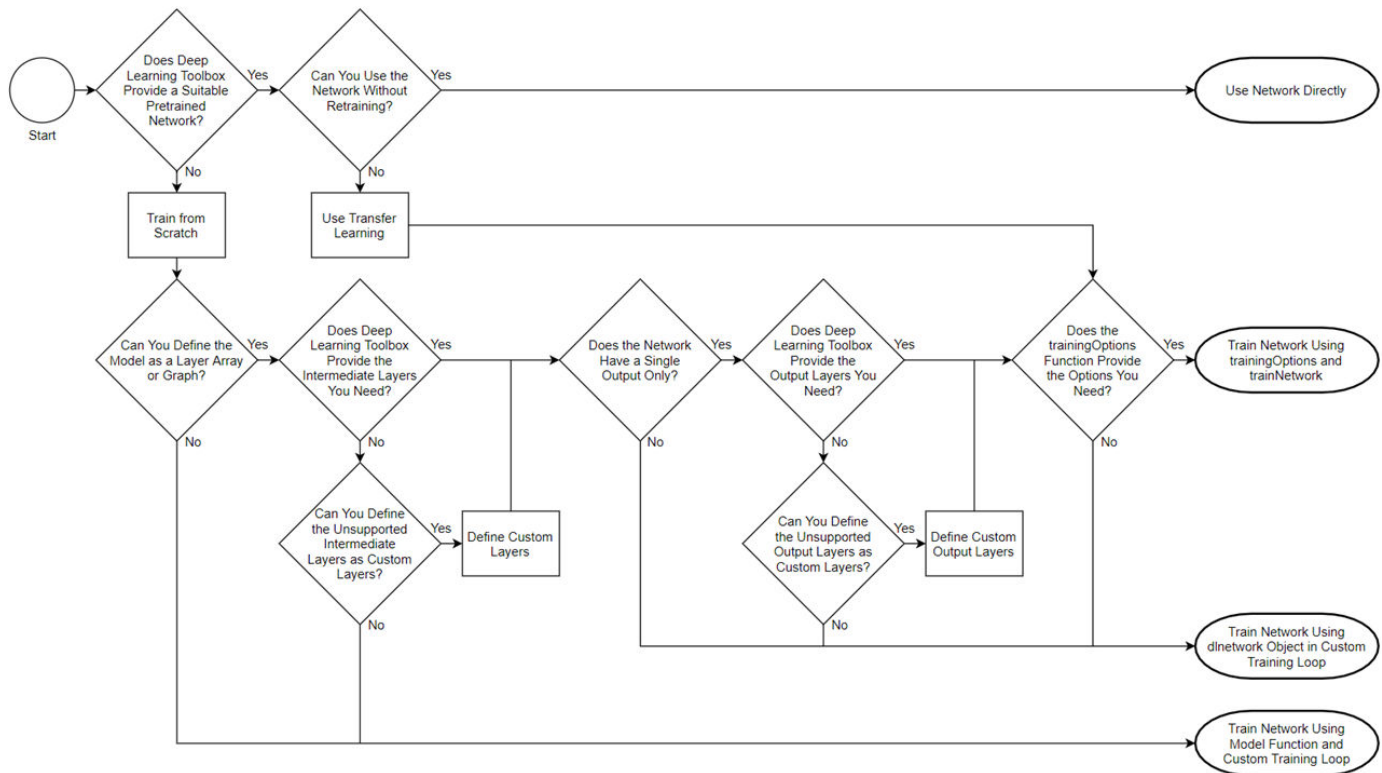 Does Deep
Learning Toolbox
Provide a Suitable
Pretrained
Network?
Yes
Can You Use the
Network Without
Retraining?
Yes
Use Network Directly
Start
No
No
Train from
Scratch
Use Transfer
Learning
Can You Define the
Model as a Layer Array
or Graph?
Yes
Does Deep
Learning Toolbox
Provide the
Intermediate Layers
You Need?
Yes
Does the Network
Have a Single
Output Only?
Yes
Does Deep
Learning Toolbox
Provide the
Output Layers You
Need?
Yes
Does the
trainingOptions
Function Provide
the Options You
Need?
Yes
Train Network Using
trainingOptions and
trainNetwork
No
No
No
No
No
Can You Define
the Unsupported
Intermediate
Layers as Custom
Layers?
Yes
Define Custom
Layers
Can You Define
the Unsupported
Output Layers as
Custom Layers?
Yes
Define Custom
Output Layers
No
No
Train Network Using
dlnetwork Object in Custom
Training Loop
Train Network Using
Model Function and
Custom Training Loop